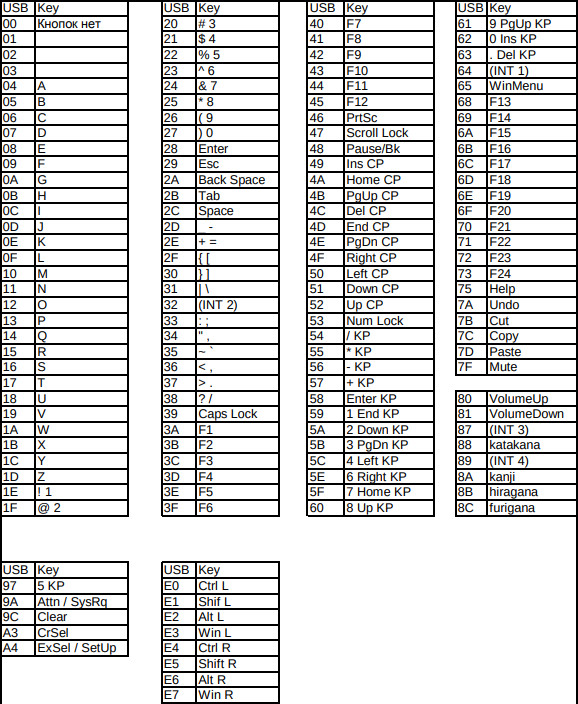 USB Key
00 Кнопок нет
01
02
03
04 A
05 B
06 C
07 D
08 E
09 F
0A G
0B H
0C I
0D J
0E K
0F L
10 M
11 N
12 O
13 P
14 Q
15 R
16 S
17 T
18 U
19 V
1A W
1B X
1C Y
1D Z
1E ! 1
1F @ 2
USB Key
20 # 3
21 $ 4
22 % 5
23 ^ 6
24 & 7
25 * 8
26 ( 9
27 ) 0
28 Enter
29 Esc
2A Back Space
2B Tab
2C Space
2D -
2E + =
2F { [
30 } ]
31 | \
32 (INT 2)
33 : ;
34 " ,
35 ~ `
36 < ,
37 > .
38 ? /
39 Caps Lock
3A F1
3B F2
3C F3
3D F4
3E F5
3F F6
USB Key
40 F7
41 F8
42 F9
43 F10
44 F11
45 F12
46 PrtSc
47 Scroll Lock
48 Pause/Bk
49 Ins CP
4A Home CP
4B PgUp CP
4C Del CP
4D End CP
4E PgDn CP
4F Right CP
50 Left CP
51 Down CP
52 Up CP
53 Num Lock
54 / KP
55 * KP
56 - KP
57 + KP
58 Enter KP
59 1 End KP
5A 2 Down KP
5B 3 PgDn KP
5C 4 Left KP
5E 6 Right KP
5F 7 Home KP
60 8 Up KP
USB Key
61 9 PgUp KP
62 0 Ins KP
63 . Del KP
64 (INT 1)
65 WinMenu
68 F13
69 F14
6A F15
6B F16
6C F17
6D F18
6E F19
6F F20
70 F21
71 F22
72 F23
73 F24
75 Help
7A Undo
7B Cut
7C Copy
7D Paste
7F Mute
80 VolumeUp
81 VolumeDown
87 (INT 3)
88 katakana
89 (INT 4)
8A kanji
8B hiragana
8C furigana
USB Key
97 5 KP
9A Attn / SysRq
9C Clear
A3 CrSel
A4 ExSel / SetUp
USB Key
E0 Ctrl L
E1 Shif L
E2 Alt L
E3 Win L
E4 Ctrl R
E5 Shift R
E6 Alt R
E7 Win R